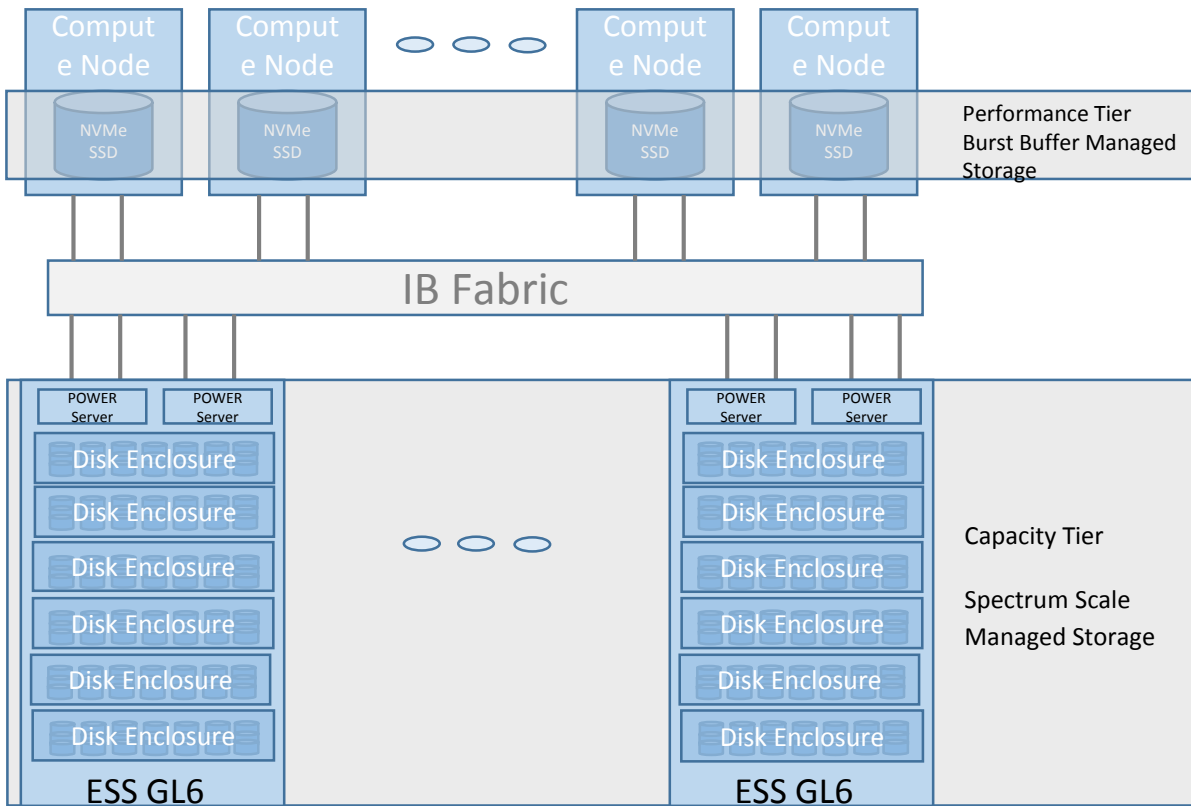 Comput
e Node
Comput
e Node
Comput
e Node
Comput
e Node
NVMe
SSD
NVMe
SSD
NVMe
SSD
NVMe
SSD
Performance Tier
Burst Buffer Managed
Storage
IB Fabric
POWER
Server
POWER
Server
POWER
Server
POWER
Server
Disk Enclosure
Disk Enclosure
Disk Enclosure
Disk Enclosure
Disk Enclosure
Disk Enclosure
ESS GL6
Disk Enclosure
Disk Enclosure
Disk Enclosure
Disk Enclosure
Disk Enclosure
Disk Enclosure
ESS GL6
Capacity Tier
Spectrum Scale
Managed Storage